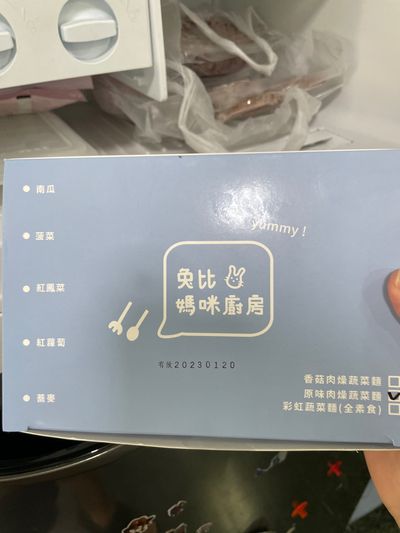 南瓜
菠菜
yummy!
兔比
媽咪廚房
紅鳳菜
紅蘿蔔
有效20230120
蕎麥
香菇肉燥蔬菜麵
原味肉燥蔬菜麵
彩虹蔬菜麵(全素食)